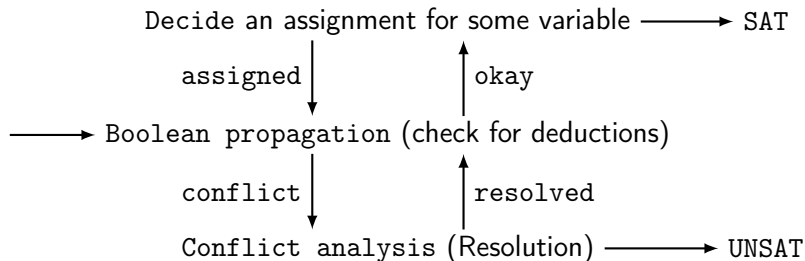 Decide an assignment for some variable SAT
assigned okay
Boolean propagation (check for deductions)
conflict resolved
Conflict analysis (Resolution) UNSAT